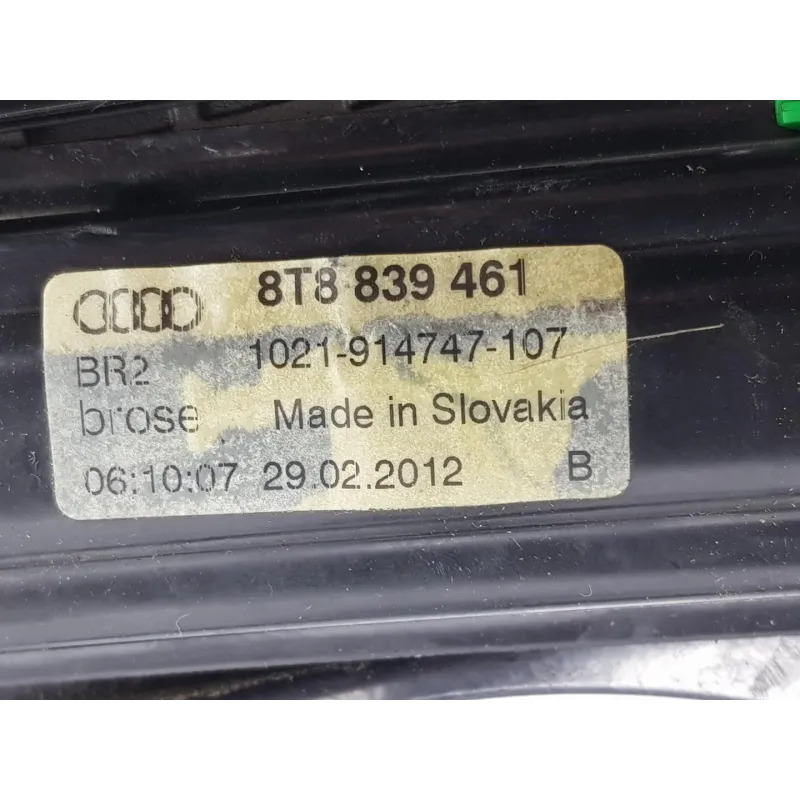 8T8 839 461
BR2 1021-914747-107
brose Made in Slovakia
06:10:07 29.02.2012 B